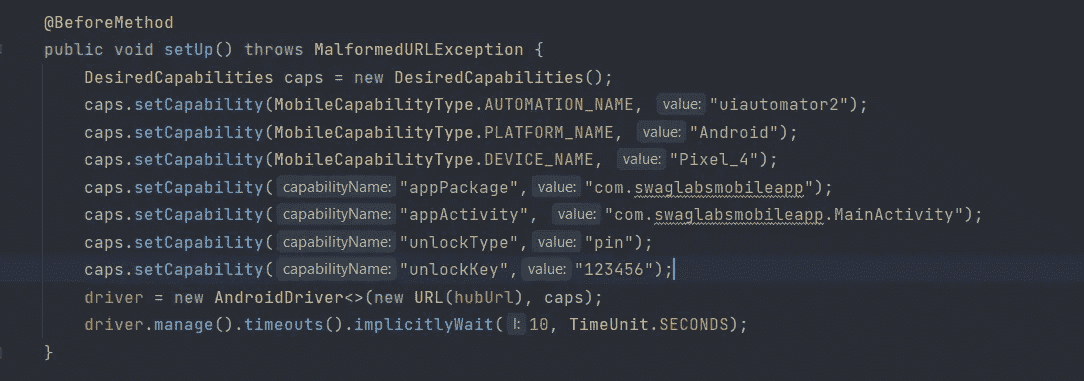 @BeforeMethod
public void setUp() throws MalformedURLException {
DesiredCapabilities caps = new DesiredCapabilities();
caps.setCapability(MobileCapabilityType.AUTOMATION_NAME, value: "uiautomator2");
caps.setCapability(MobileCapabilityType.PLATFORM_NAME, value: "Android");
caps.setCapability(MobileCapabilityType.DEVICE_NAME, value: "Pixel_4");
caps.setCapability( capabilityName: "appPackage", value: "com.swaglabsmobileapp");
caps.setCapability( capabilityName: "appActivity", value: "com.swaglabsmobileapp.MainActivity");
caps.setCapability( capabilityName: "unlockType", value: "pin");
caps.setCapability( capabilityName: "unlockKey", value: "123456");
driver = new AndroidDriver<>(new URL(hubUrl), caps);
driver.manage().timeouts().implicitlyWait( l: 10, TimeUnit.SECONDS);
}